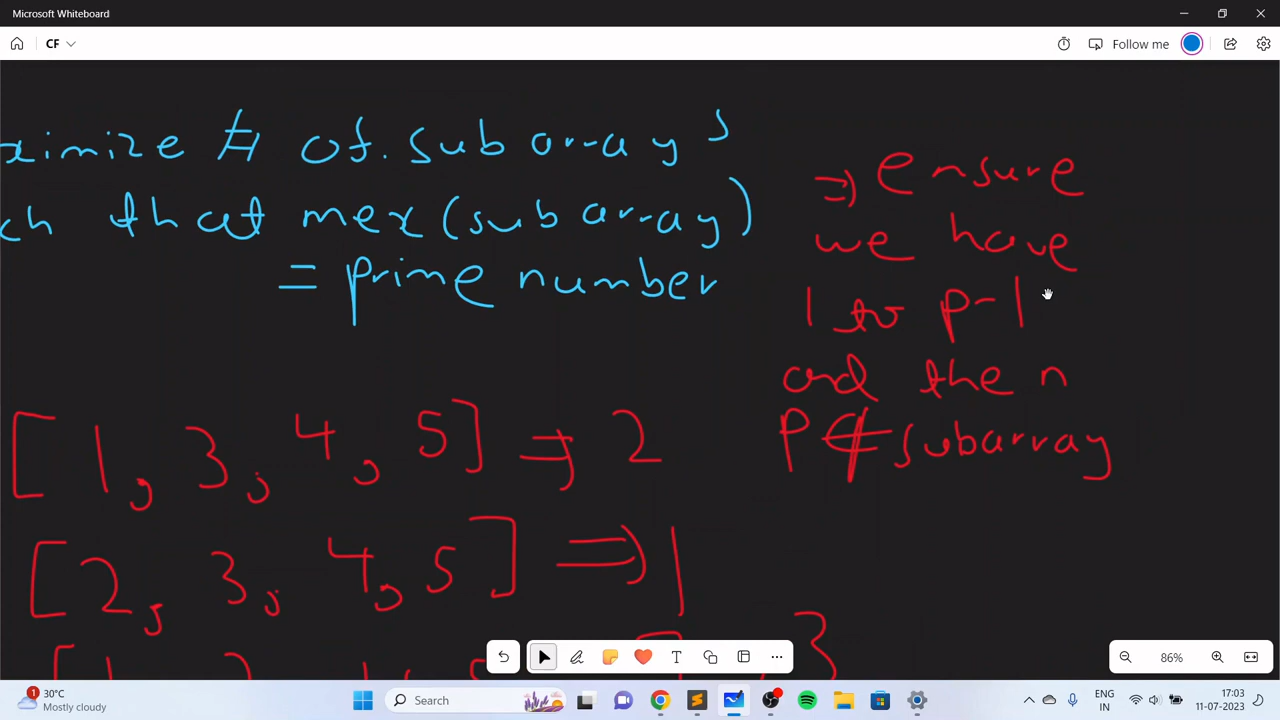 Microsoft Whiteboard
CF
Follow me
ximize # of. subarrays
ch that mex(subarray)
= prime number
=> ensure
we have
1 to p-1
and the n
P ∉ subarray
[1, 3, 4, 5] => 2
[2, 3, 4, 5] => 1
3
86%
1
30°C
Mostly cloudy
Search
ENG
IN
17:03
11-07-2023